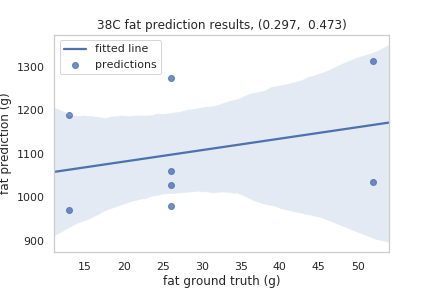 38C fat prediction results, (0.297,  0.473)
fitted line
predictions
fat prediction (g)
1300
1200
1100
1000
900
15 20 25 30 35 40 45 50
fat ground truth (g)